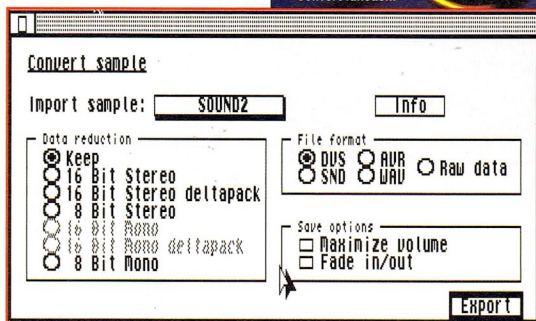 Convert sample
Import sample: SOUND2 Info
Data reduction
Keep
16 Bit Stereo
16 Bit Stereo deltapack
8 Bit Stereo
16 Bit Mono
16 Bit Mono deltapack
8 Bit Mono
File format
DVS AVR Raw data
SND WAV
Save options
Maximize volume
Fade in/out
Export